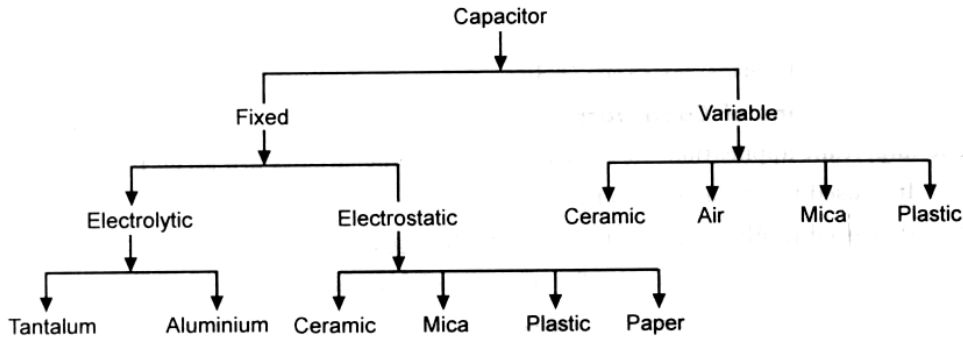 Capacitor
Fixed
Variable
Electrolytic
Electrostatic
Ceramic
Air
Mica
Plastic
Tantalum
Aluminium
Ceramic
Mica
Plastic
Paper